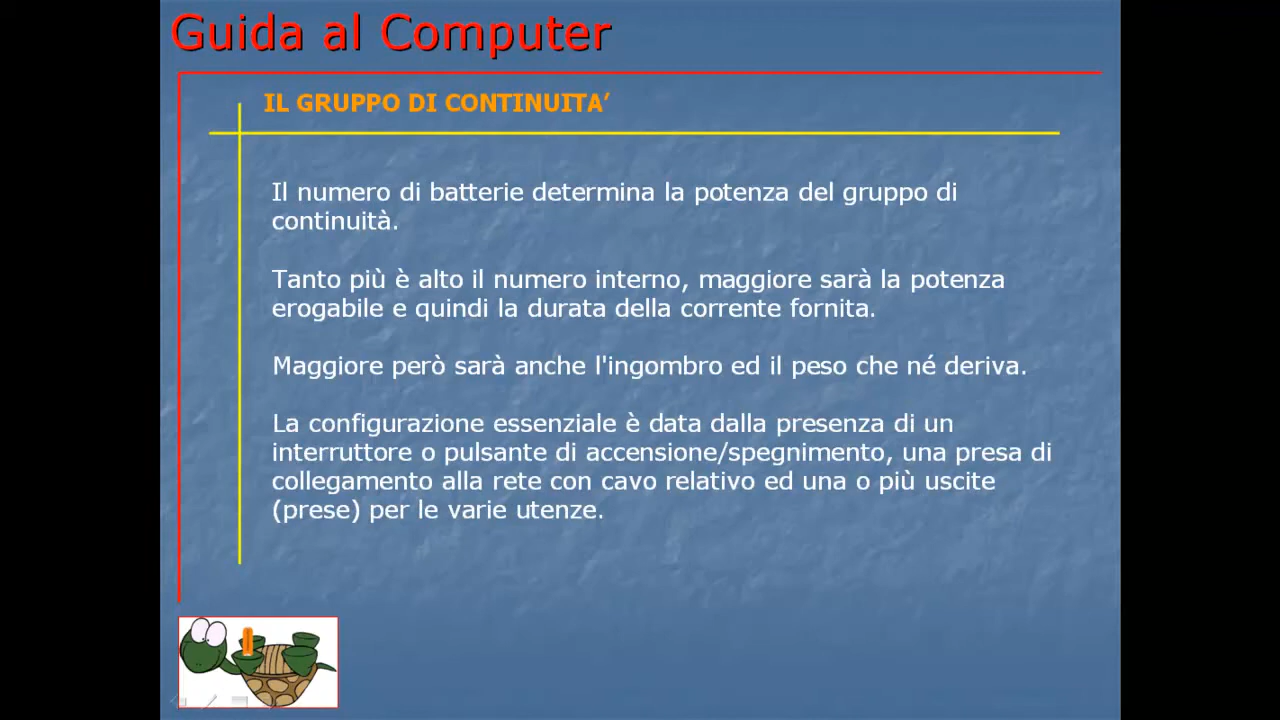 Guida al Computer
IL GRUPPO DI CONTINUITA’
Il numero di batterie determina la potenza del gruppo di
continuità.
Tanto più è alto il numero interno, maggiore sarà la potenza
erogabile e quindi la durata della corrente fornita.
Maggiore però sarà anche l'ingombro ed il peso che né deriva.
La configurazione essenziale è data dalla presenza di un
interruttore o pulsante di accensione/spegnimento, una presa di
collegamento alla rete con cavo relativo ed una o più uscite
(prese) per le varie utenze.